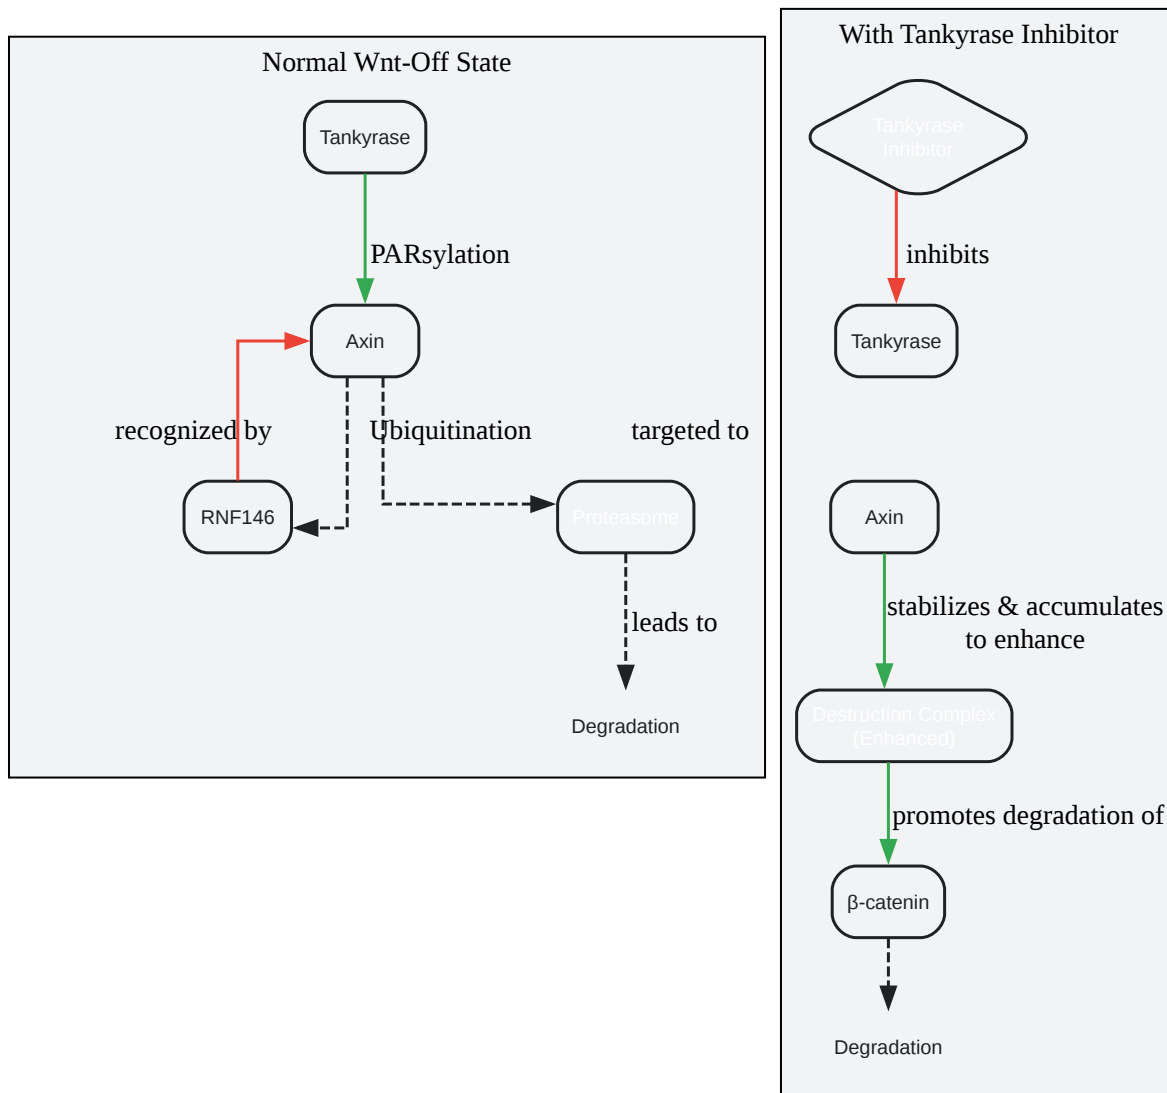 Normal Wnt-Off State
Tankyrase
PARsylation
Axin
recognized by
Ubiquitination
targeted to
RNF146
Proteasome
leads to
Degradation
With Tankyrase Inhibitor
Tankyrase
Inhibitor
inhibits
Tankyrase
Axin
stabilizes & accumulates
to enhance
Destruction Complex
(Enhanced)
promotes degradation of
β-catenin
Degradation